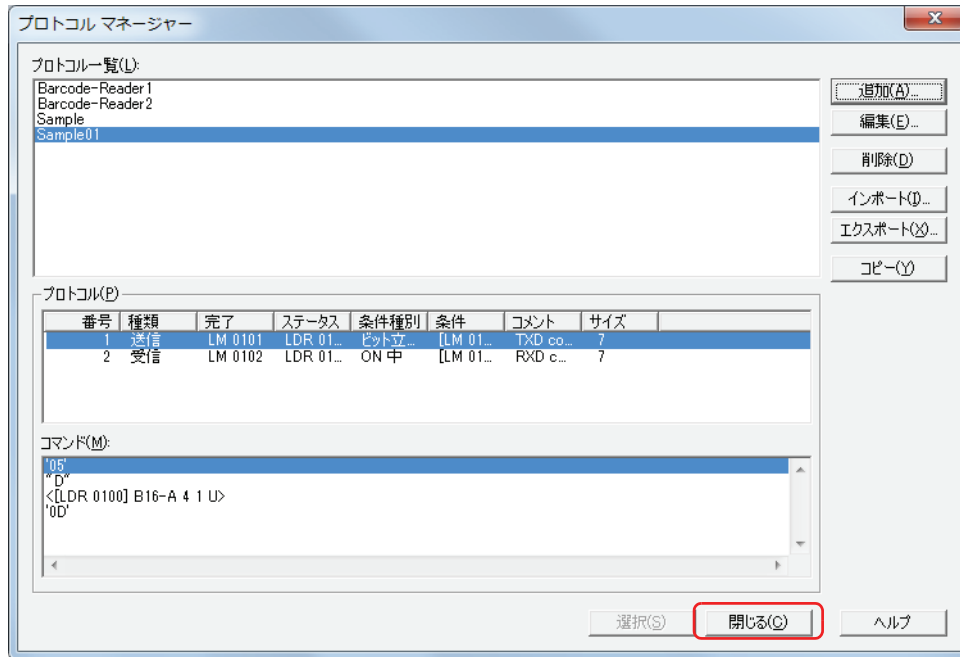 プロトコル マネージャー
プロトコル一覧(L):
Barcode-Reader1
Barcode-Reader2
Sample
Sample01
追加(A)...
編集(E)...
削除(D)
インポート(I)...
エクスポート(X)...
コピー(Y)
プロトコル(P)
番号 種類 完了 ステータス 条件種別 条件 コメント サイズ
1 送信 LM 0101 LDR 01... ビット立... [LM 01... TXD co... 7
2 受信 LM 0102 LDR 01... ON 中 [LM 01... RXD c... 7
コマンド(M):
'05'
"D"
<[LDR 0100] B16-A 4 1 U>
'0D'
選択(S) 閉じる(C) ヘルプ